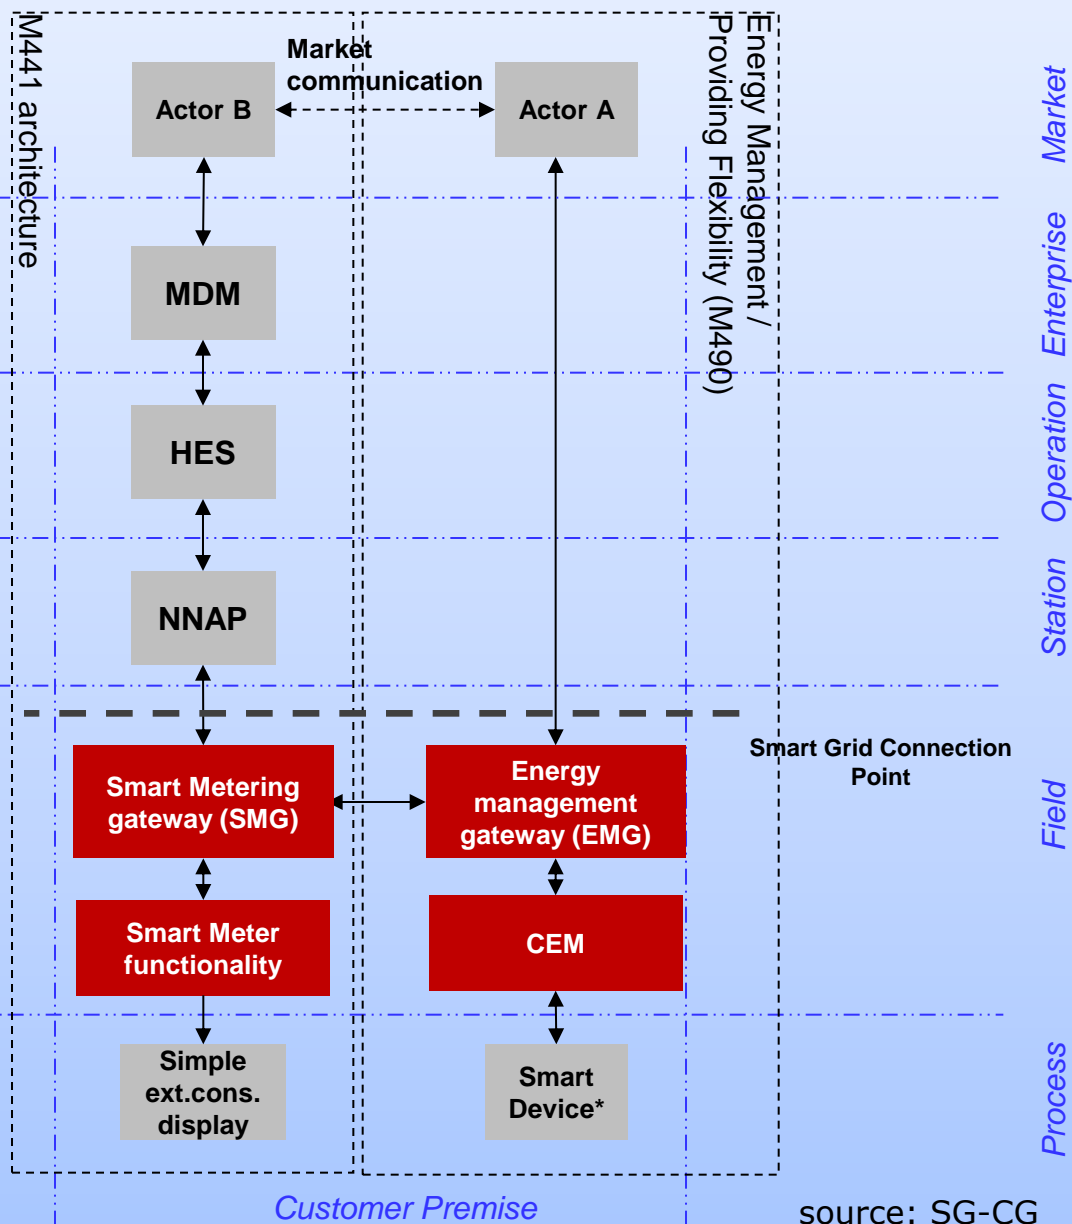 M441 architecture
Energy Management /
Providing Flexibility (M490)
Market
communication
Actor B
Actor A
Market
MDM
Enterprise
HES
Operation
NNAP
Station
Smart Grid Connection
Point
Smart Metering
gateway (SMG)
Energy
management
gateway (EMG)
Field
Smart Meter
functionality
CEM
Simple
ext.cons.
display
Smart
Device*
Process
Customer Premise
source: SG-CG